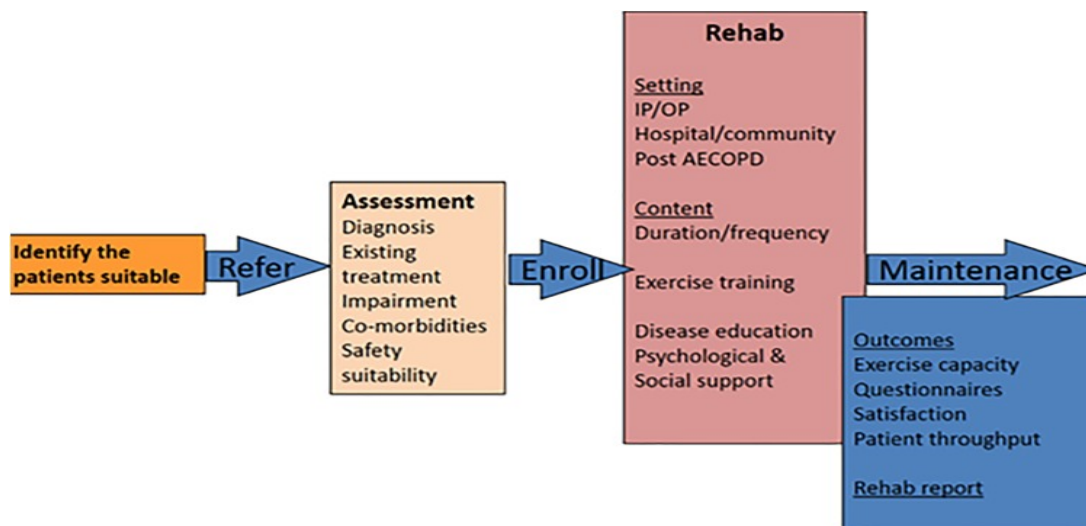 Identify the
patients suitable
Refer
Assessment
Diagnosis
Existing
treatment
Impairment
Co-morbidities
Safety
suitability
Enroll
Rehab
Setting
IP/OP
Hospital/community
Post AECOPD
Content
Duration/frequency
Exercise training
Disease education
Psychological &
Social support
Maintenance
Outcomes
Exercise capacity
Questionnaires
Satisfaction
Patient throughput
Rehab report